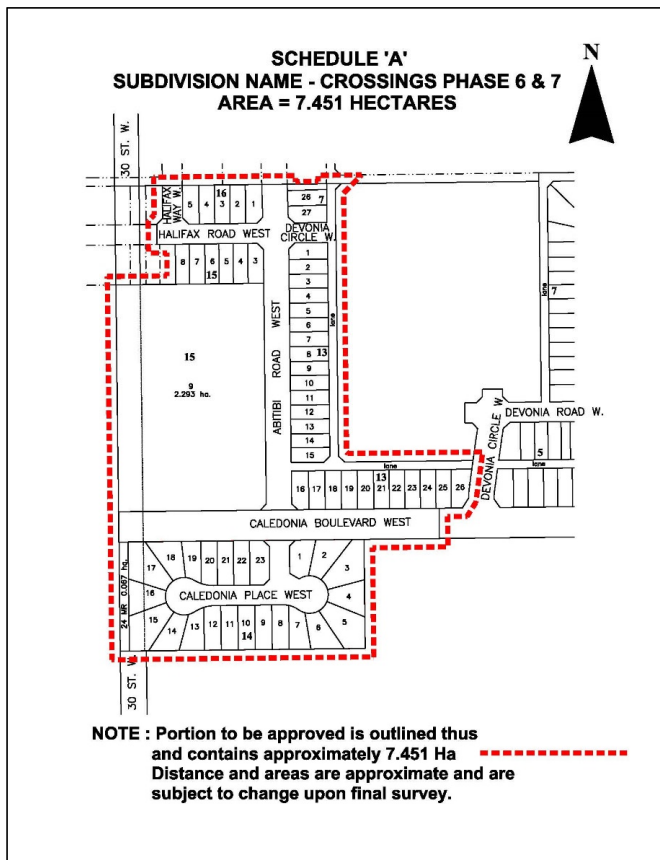 SCHEDULE 'A'
SUBDIVISION NAME - CROSSINGS PHASE 6 & 7
AREA = 7.451 HECTARES
N
30 ST. W.
HALIFAX
WAY W.
5 4 3 2 1
16
26 7
27
HALIFAX ROAD WEST
DEVONIA
CIRCLE W.
8 7 6 5 4 3
15
1
2
3
4
5
6
7
8 13
9
10
11
12
13
14
15
lane
ABITIBI ROAD WEST
15
9
2.293 ha.
lane
7
DEVONIA ROAD W.
DEVONIA CIRCLE W.
5
lane
lane
13
16 17 18 19 20 21 22 23 24 25 26
CALEDONIA BOULEVARD WEST
17 18 19 20 21 22 23 1 2 3
16 4
CALEDONIA PLACE WEST
15 14 13 12 11 10 9 8 7 6 5
14
24 MR 0.067 ha.
30 ST. W.
NOTE : Portion to be approved is outlined thus
and contains approximately 7.451 Ha
Distance and areas are approximate and are
subject to change upon final survey.